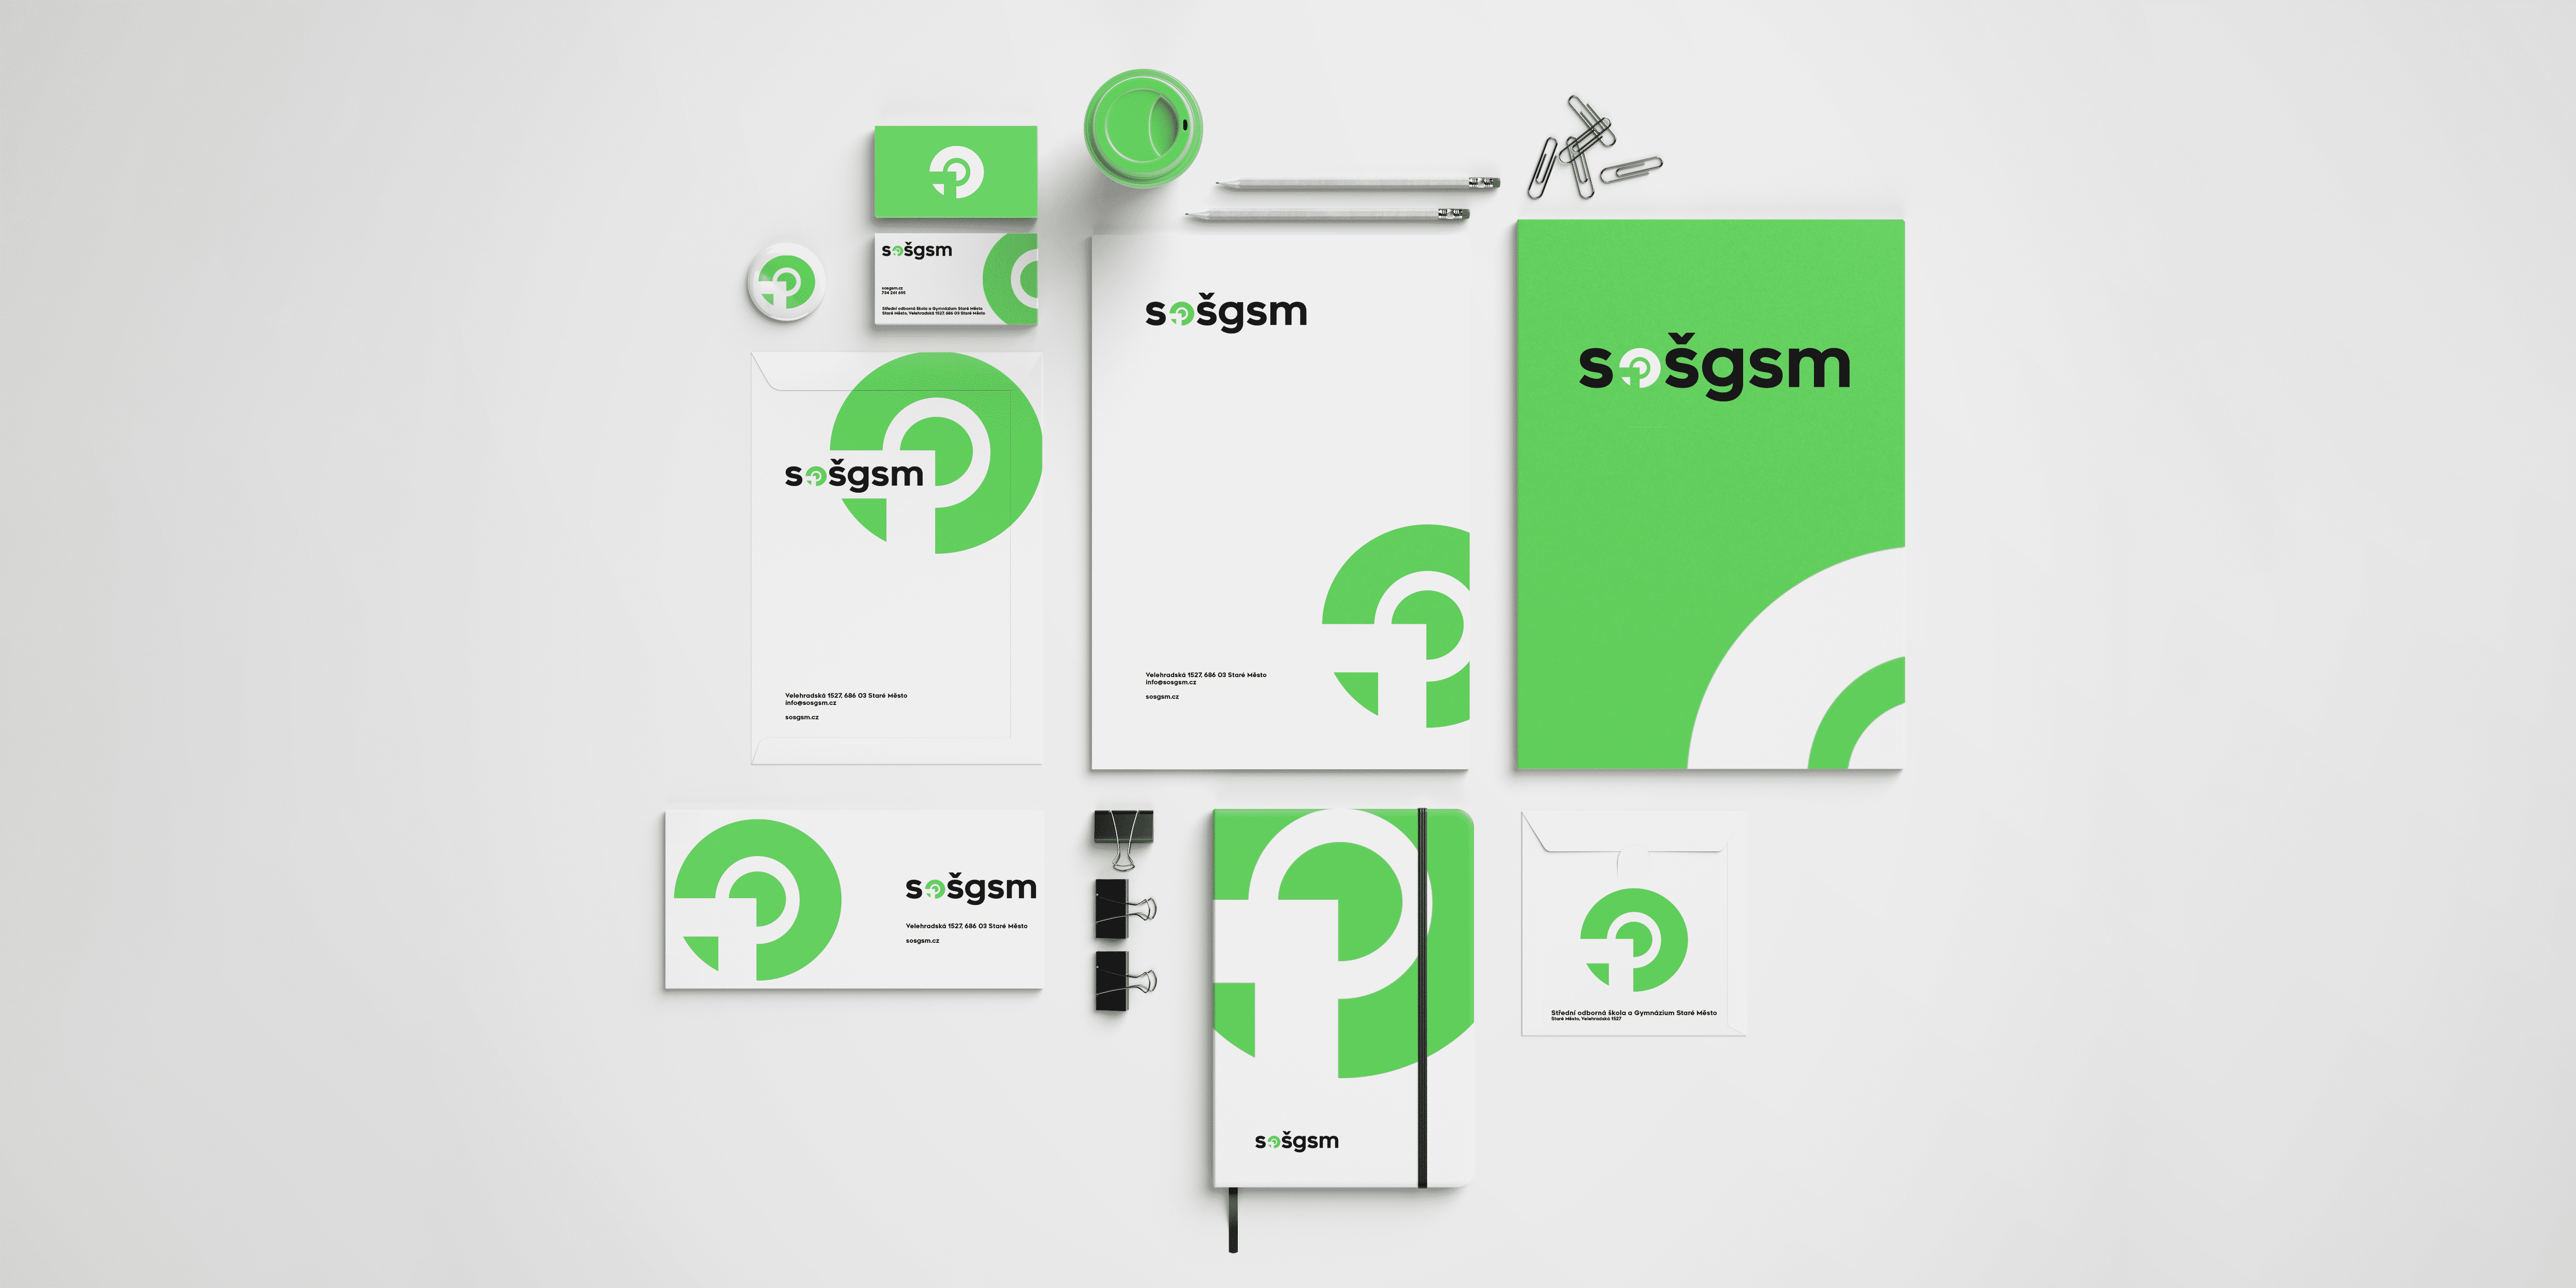 sošgsm
sosgsm.cz
734 241 695
Střední odborná škola a Gymnázium Staré Město
Staré Město, Velehradská 1527, 686 03 Staré Město
sošgsm
Velehradská 1527, 686 03 Staré Město
info@sosgsm.cz
sosgsm.cz
sošgsm
Velehradská 1527, 686 03 Staré Město
info@sosgsm.cz
sosgsm.cz
sošgsm
sošgsm
Velehradská 1527, 686 03 Staré Město
sosgsm.cz
sošgsm
Střední odborná škola a Gymnázium Staré Město
Staré Město, Velehradská 1527